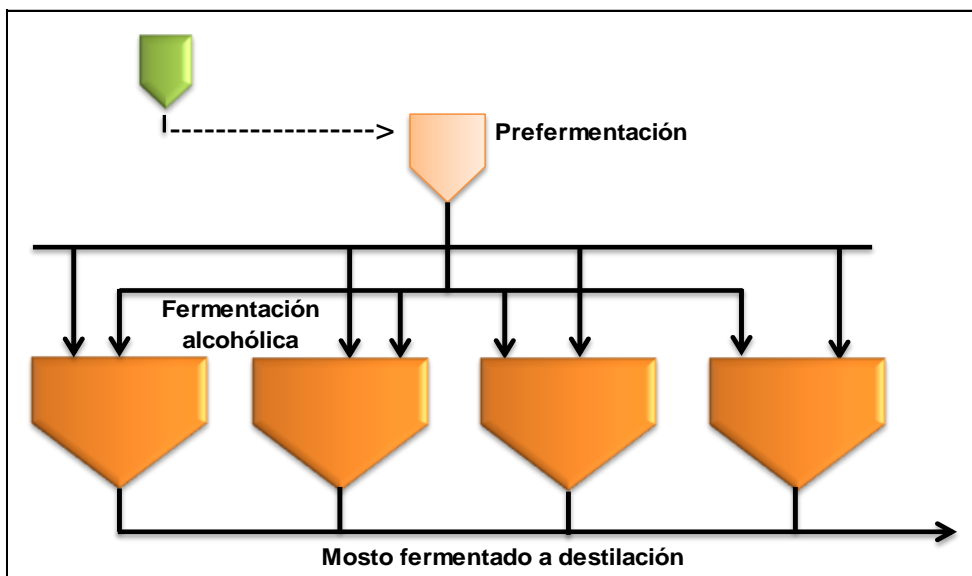 Prefermentación
Fermentación
alcohólica
Mosto fermentado a destilación